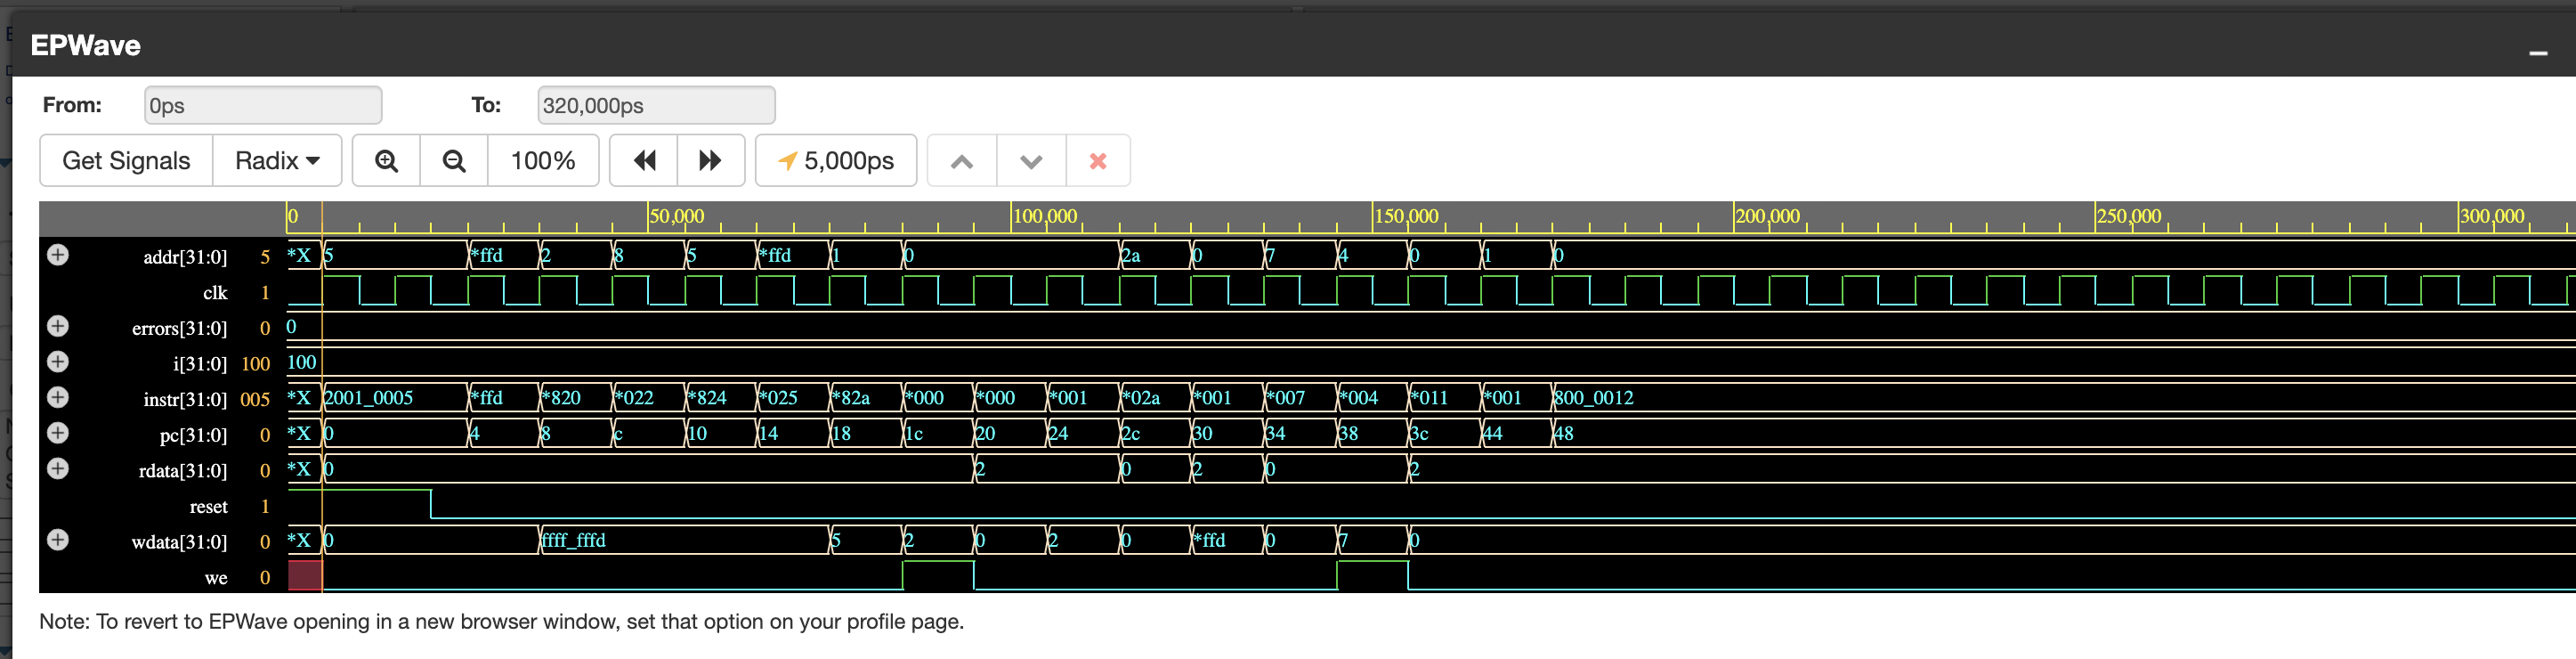 EPWave
From: 0ps To: 320,000ps
Get Signals Radix 100% 5,000ps
0 50,000 100,000 150,000 200,000 250,000 300,000
addr[31:0] 5 *X 5 *ffd 2 8 5 *ffd 1 0 2a 0 7 4 0 1 0
clk 1
errors[31:0] 0 0
i[31:0] 100 100
instr[31:0] 005 *X 2001_0005 *ffd *820 *022 *824 *025 *82a *000 *000 *001 *02a *001 *007 *004 *011 *001 800_0012
pc[31:0] 0 *X 0 4 8 c 10 14 18 1c 20 24 2c 30 34 38 3c 44 48
rdata[31:0] 0 *X 0 2 0 2 0 2
reset 1
wdata[31:0] 0 *X 0 ffff_fffd 5 2 0 2 0 *ffd 0 7 0
we 0
Note: To revert to EPWave opening in a new browser window, set that option on your profile page.